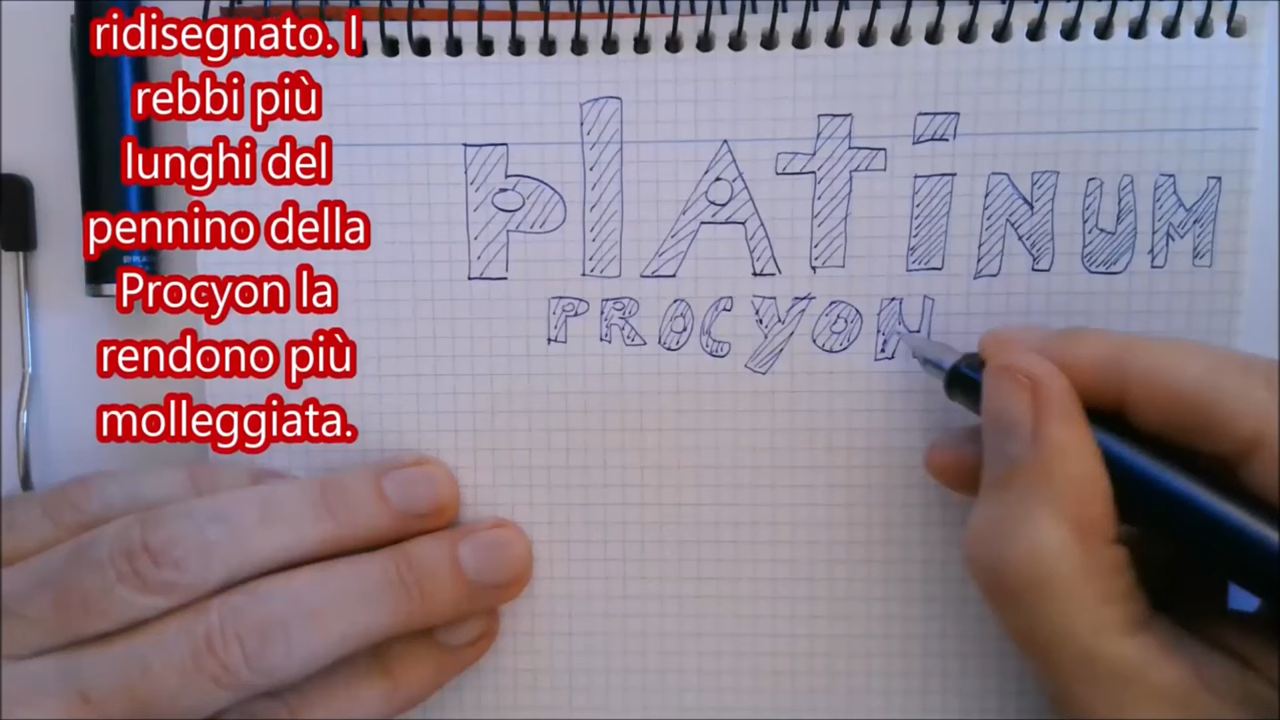 ridisegnato. I
rebbi più
lunghi del
pennino della
Procyon la
rendono più
molleggiata.
PlATiNUM
PROCYON